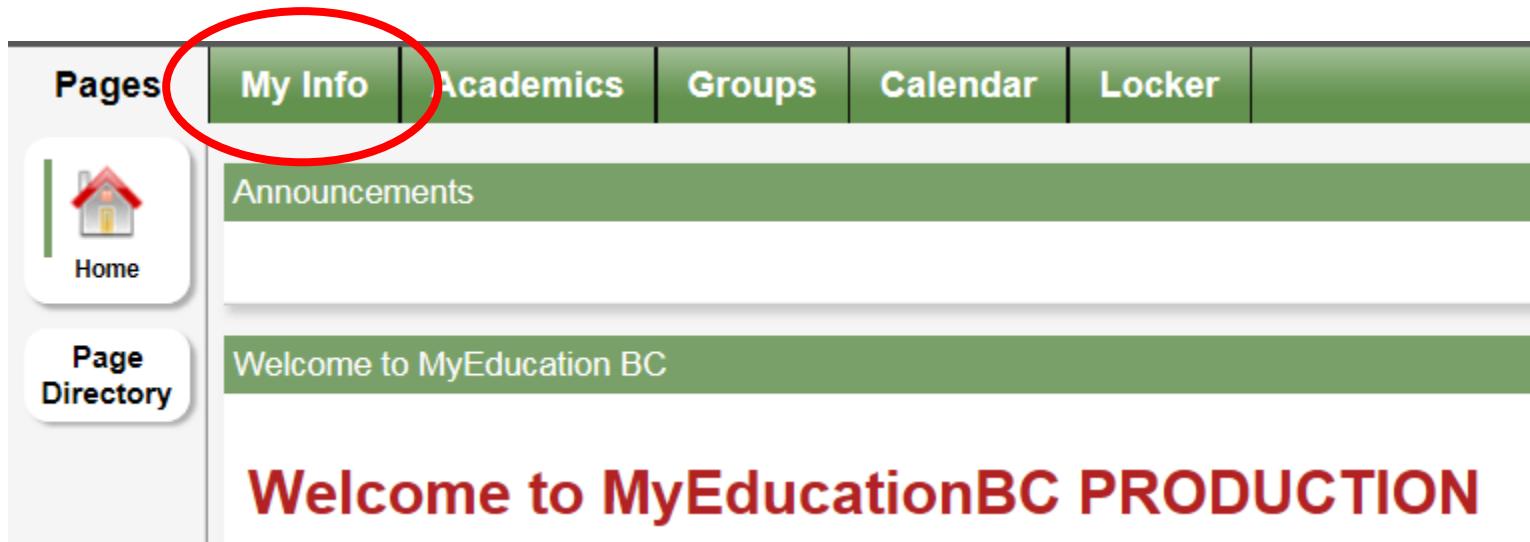 Pages My Info Academics Groups Calendar Locker
Announcements
Home
Page
Directory
Welcome to MyEducation BC
Welcome to MyEducationBC PRODUCTION